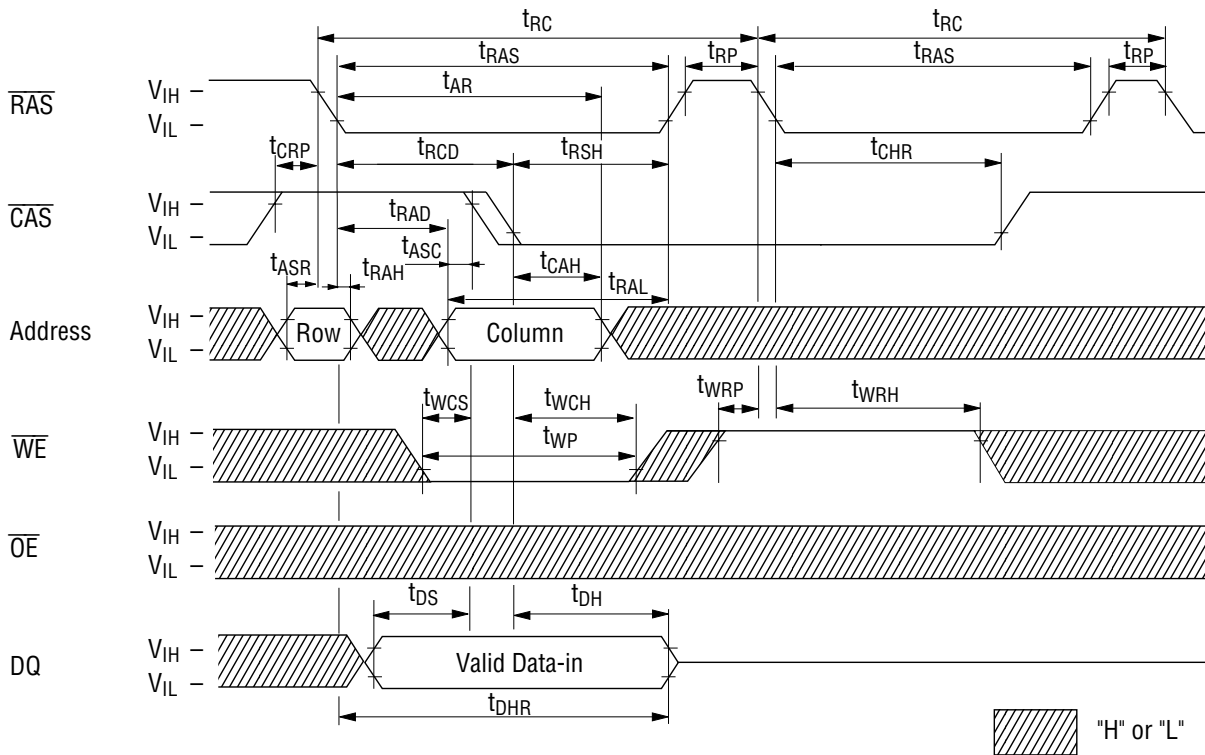 tRC tRC
tRAS tRP tRAS tRP
tAR
RAS VIH –
VIL –
tCRP tRCD tRSH tCHR
CAS VIH –
VIL –
tRAD
tASC
tASR tRAH tCAH
tRAL
Address VIH –
VIL –
Row Column
tWCS tWCH tWRP tWRH
tWP
WE VIH –
VIL –
OE VIH –
VIL –
tDS tDH
DQ VIH –
VIL –
Valid Data-in
tDHR
"H" or "L"